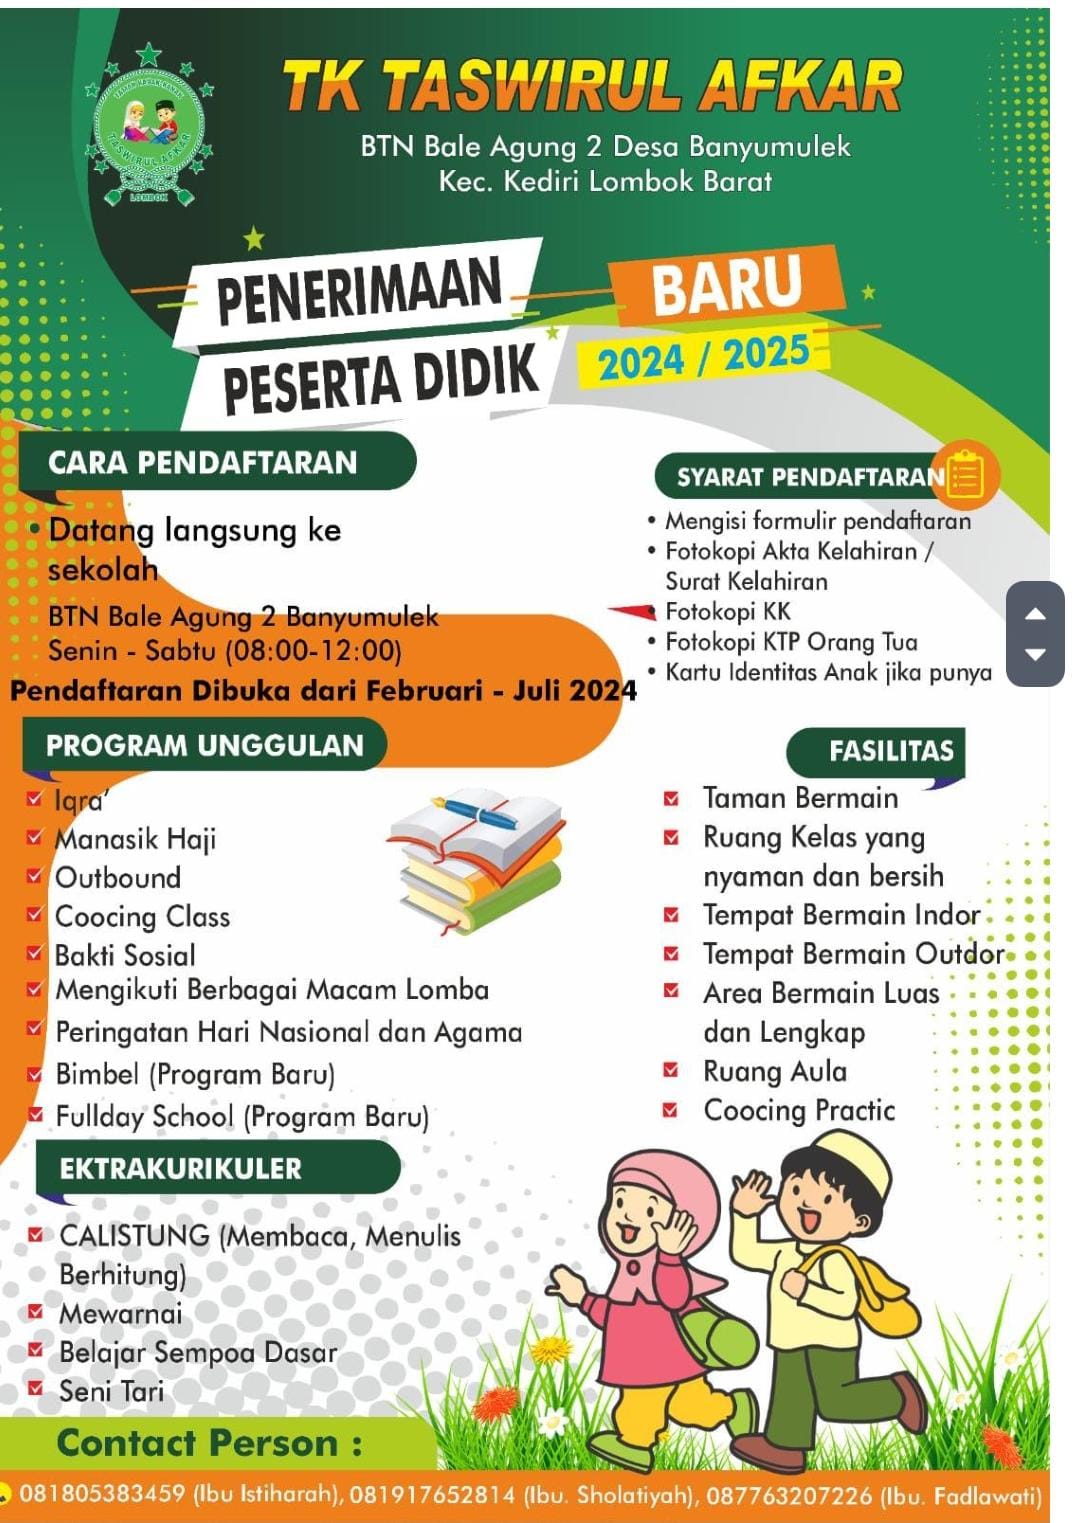 TAMAN KANAK-KANAK
TASWIRUL AFKAR
LOMBOK
TK TASWIRUL AFKAR
BTN Bale Agung 2 Desa Banyumulek
Kec. Kediri Lombok Barat
PENERIMAAN
PESERTA DIDIK
BARU
2024 / 2025
CARA PENDAFTARAN
• Datang langsung ke
sekolah
BTN Bale Agung 2 Banyumulek
Senin - Sabtu (08:00-12:00)
Pendaftaran Dibuka dari Februari - Juli 2024
SYARAT PENDAFTARAN
• Mengisi formulir pendaftaran
• Fotokopi Akta Kelahiran /
Surat Kelahiran
• Fotokopi KK
• Fotokopi KTP Orang Tua
• Kartu Identitas Anak jika punya
PROGRAM UNGGULAN
Iqra'
Manasik Haji
Outbound
Coocing Class
Bakti Sosial
Mengikuti Berbagai Macam Lomba
Peringatan Hari Nasional dan Agama
Bimbel (Program Baru)
Fullday School (Program Baru)
FASILITAS
Taman Bermain
Ruang Kelas yang
nyaman dan bersih
Tempat Bermain Indor
Tempat Bermain Outdor
Area Bermain Luas
dan Lengkap
Ruang Aula
Coocing Practic
EKTRAKURIKULER
CALISTUNG (Membaca, Menulis
Berhitung)
Mewarnai
Belajar Sempoa Dasar
Seni Tari
Contact Person :
081805383459 (Ibu Istiharah), 081917652814 (Ibu. Sholatiyah), 087763207226 (Ibu. Fadlawati)